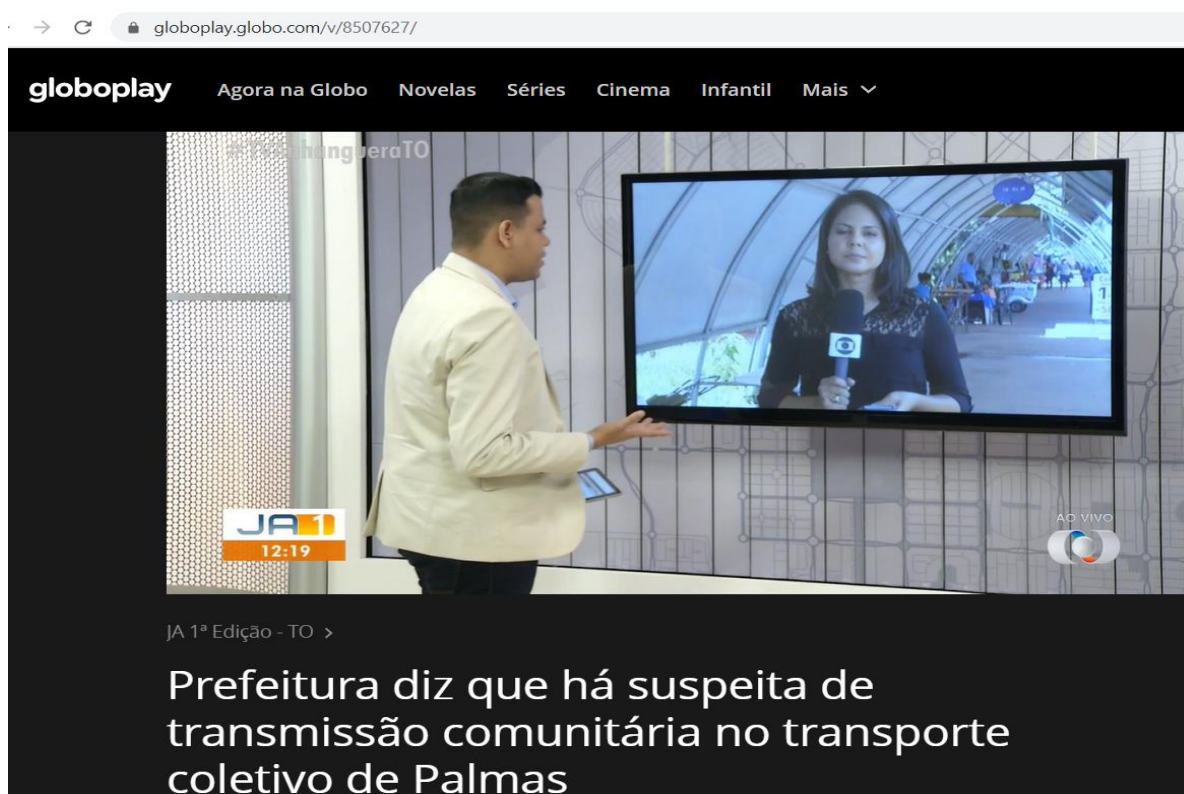 globoplay.globo.com/v/8507627/
globoplay Agora na Globo Novelas Séries Cinema Infantil Mais
#TVAnhangueraTO
JA1
12:19
AO VIVO
JA 1ª Edição - TO >
Prefeitura diz que há suspeita de
transmissão comunitária no transporte
coletivo de Palmas